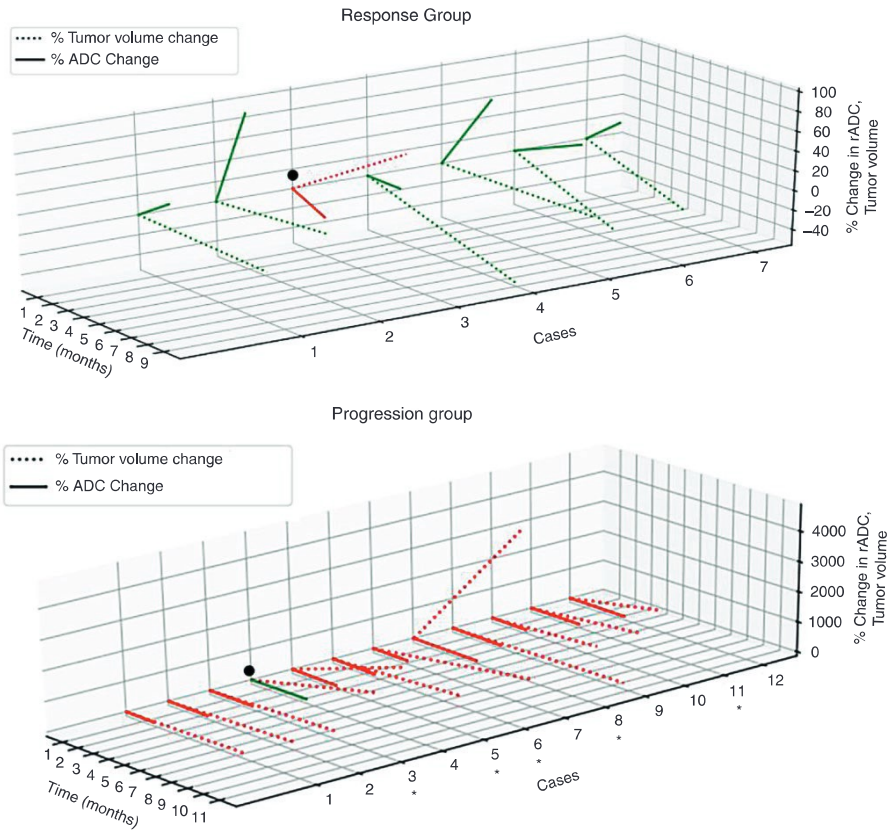 Response Group
% Tumor volume change
% ADC Change
100
80
60
40
20
0
−20
−40
% Change in rADC,
Tumor volume
1 2 3 4 5 6 7 8 9
Time (months)
1 2 3 4 5 6 7
Cases
Progression group
% Tumor volume change
% ADC Change
4000
3000
2000
1000
0
% Change in rADC,
Tumor volume
1 2 3 4 5 6 7 8 9 10 11
Time (months)
1 2 3 4 5 6 7 8 9 10 11 12
* * * * *
Cases